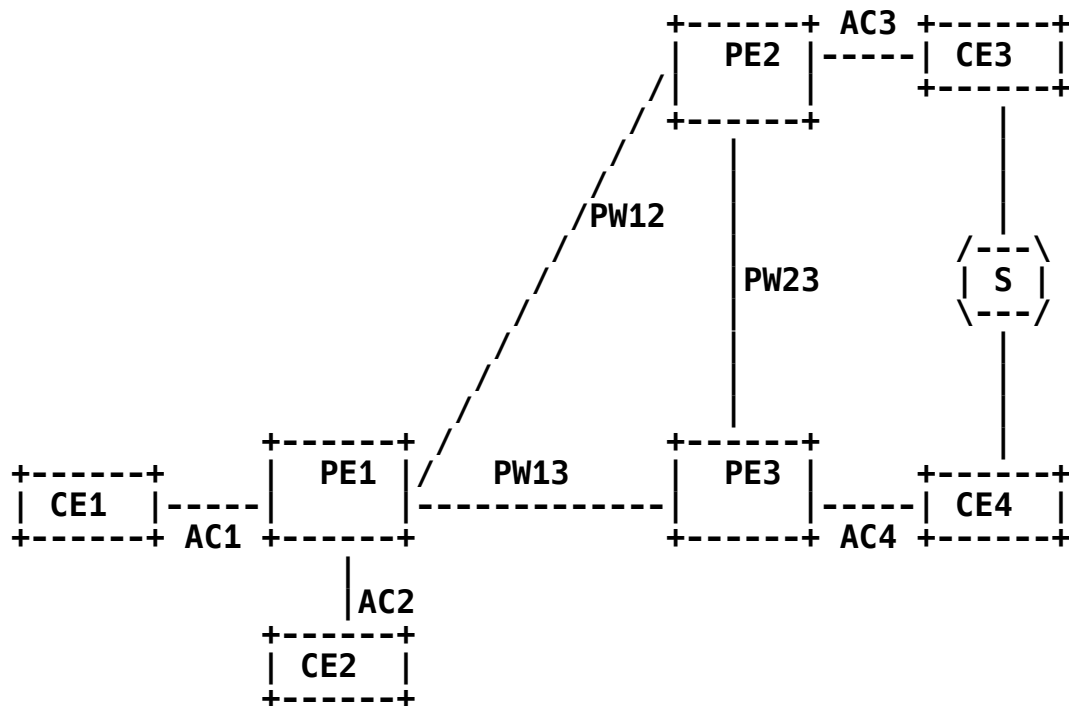 AC3
PE2 CE3
PW12
S
PW23
PE1 PW13 PE3
CE1 CE4
AC1 AC4
AC2
CE2